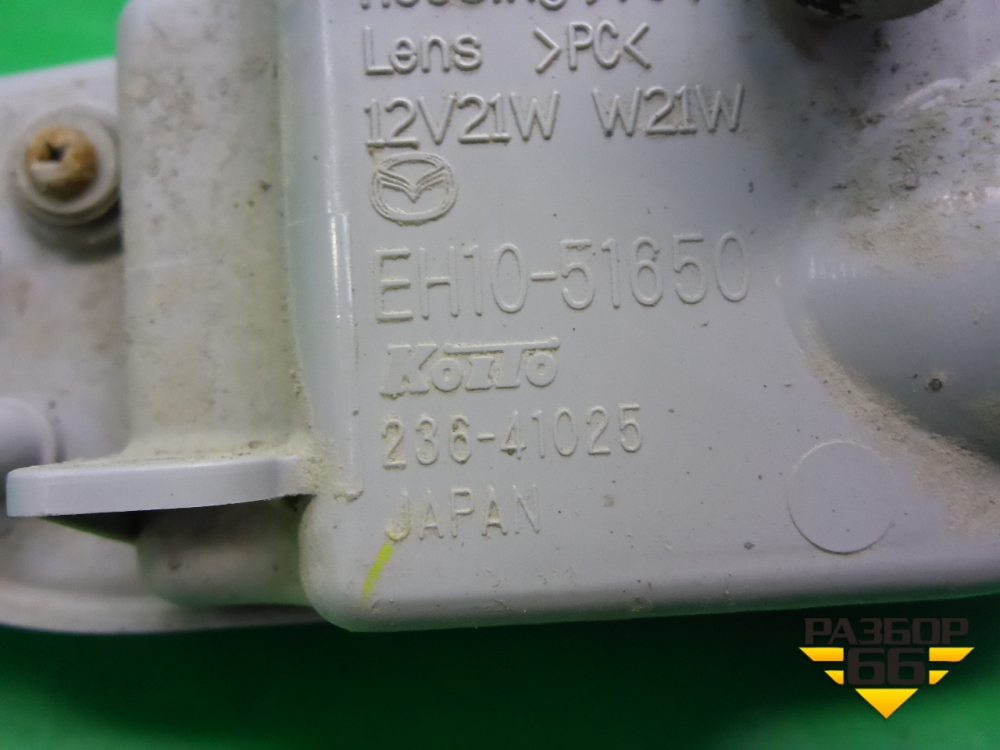 Lens >PC<
12V21W W21W
EH10-51650
KOITO
236-41025
JAPAN
РАЗБОР
66